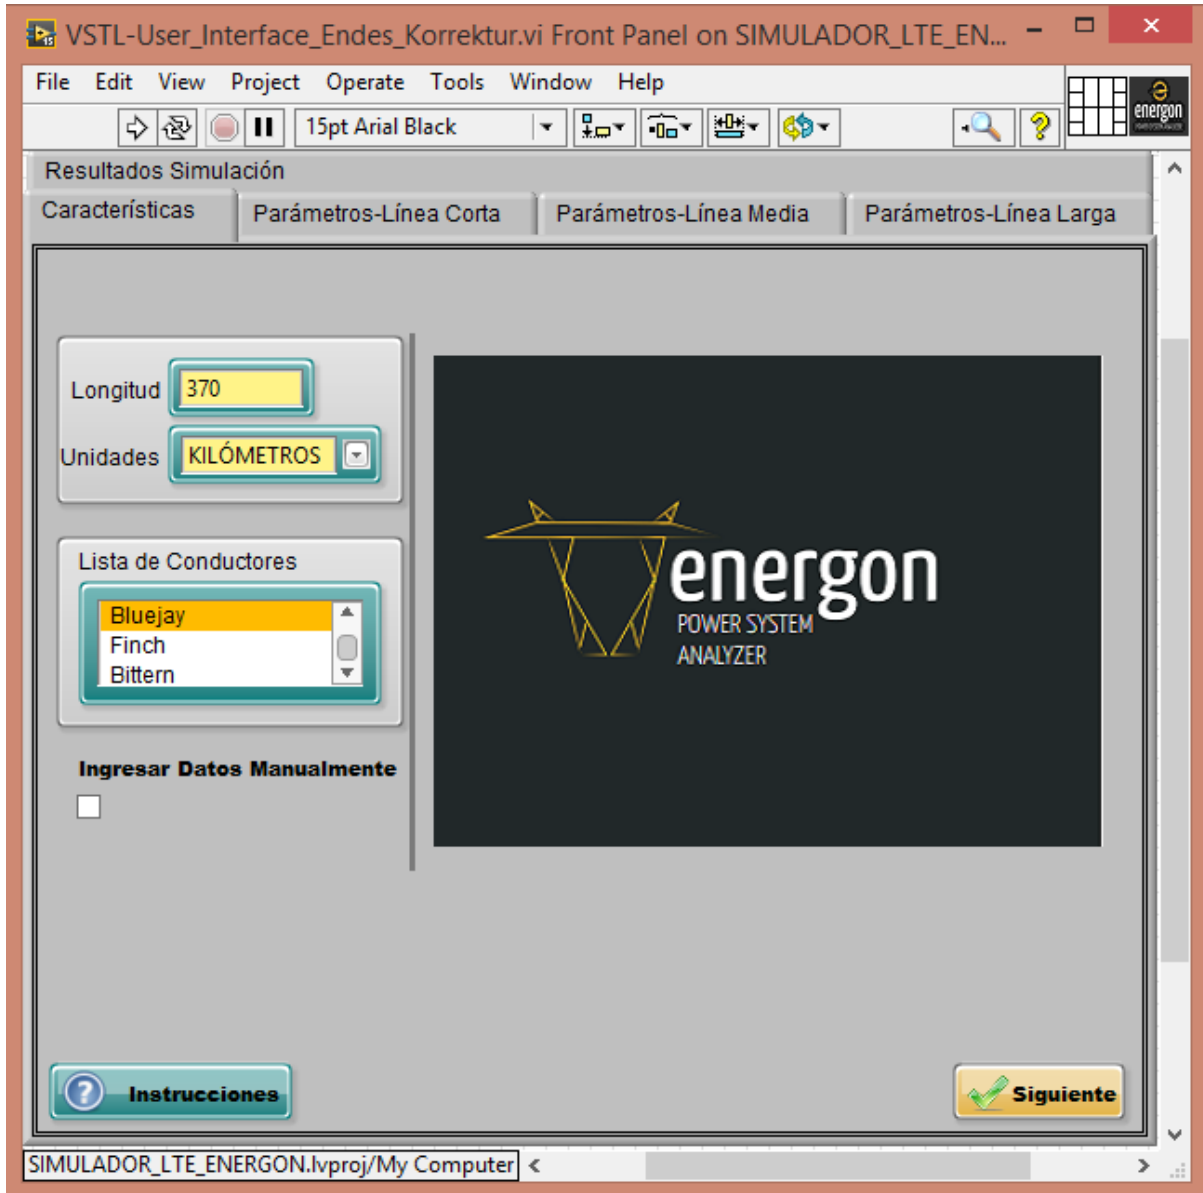 VSTL-User_Interface_Endes_Korrektur.vi Front Panel on SIMULADOR_LTE_EN...
File Edit View Project Operate Tools Window Help
15pt Arial Black
energon
Resultados Simulación
Características Parámetros-Línea Corta Parámetros-Línea Media Parámetros-Línea Larga
Longitud 370
Unidades KILÓMETROS
Lista de Conductores
Bluejay
Finch
Bittern
Ingresar Datos Manualmente
energon
POWER SYSTEM
ANALYZER
Instrucciones
Siguiente
SIMULADOR_LTE_ENERGON.lvproj/My Computer